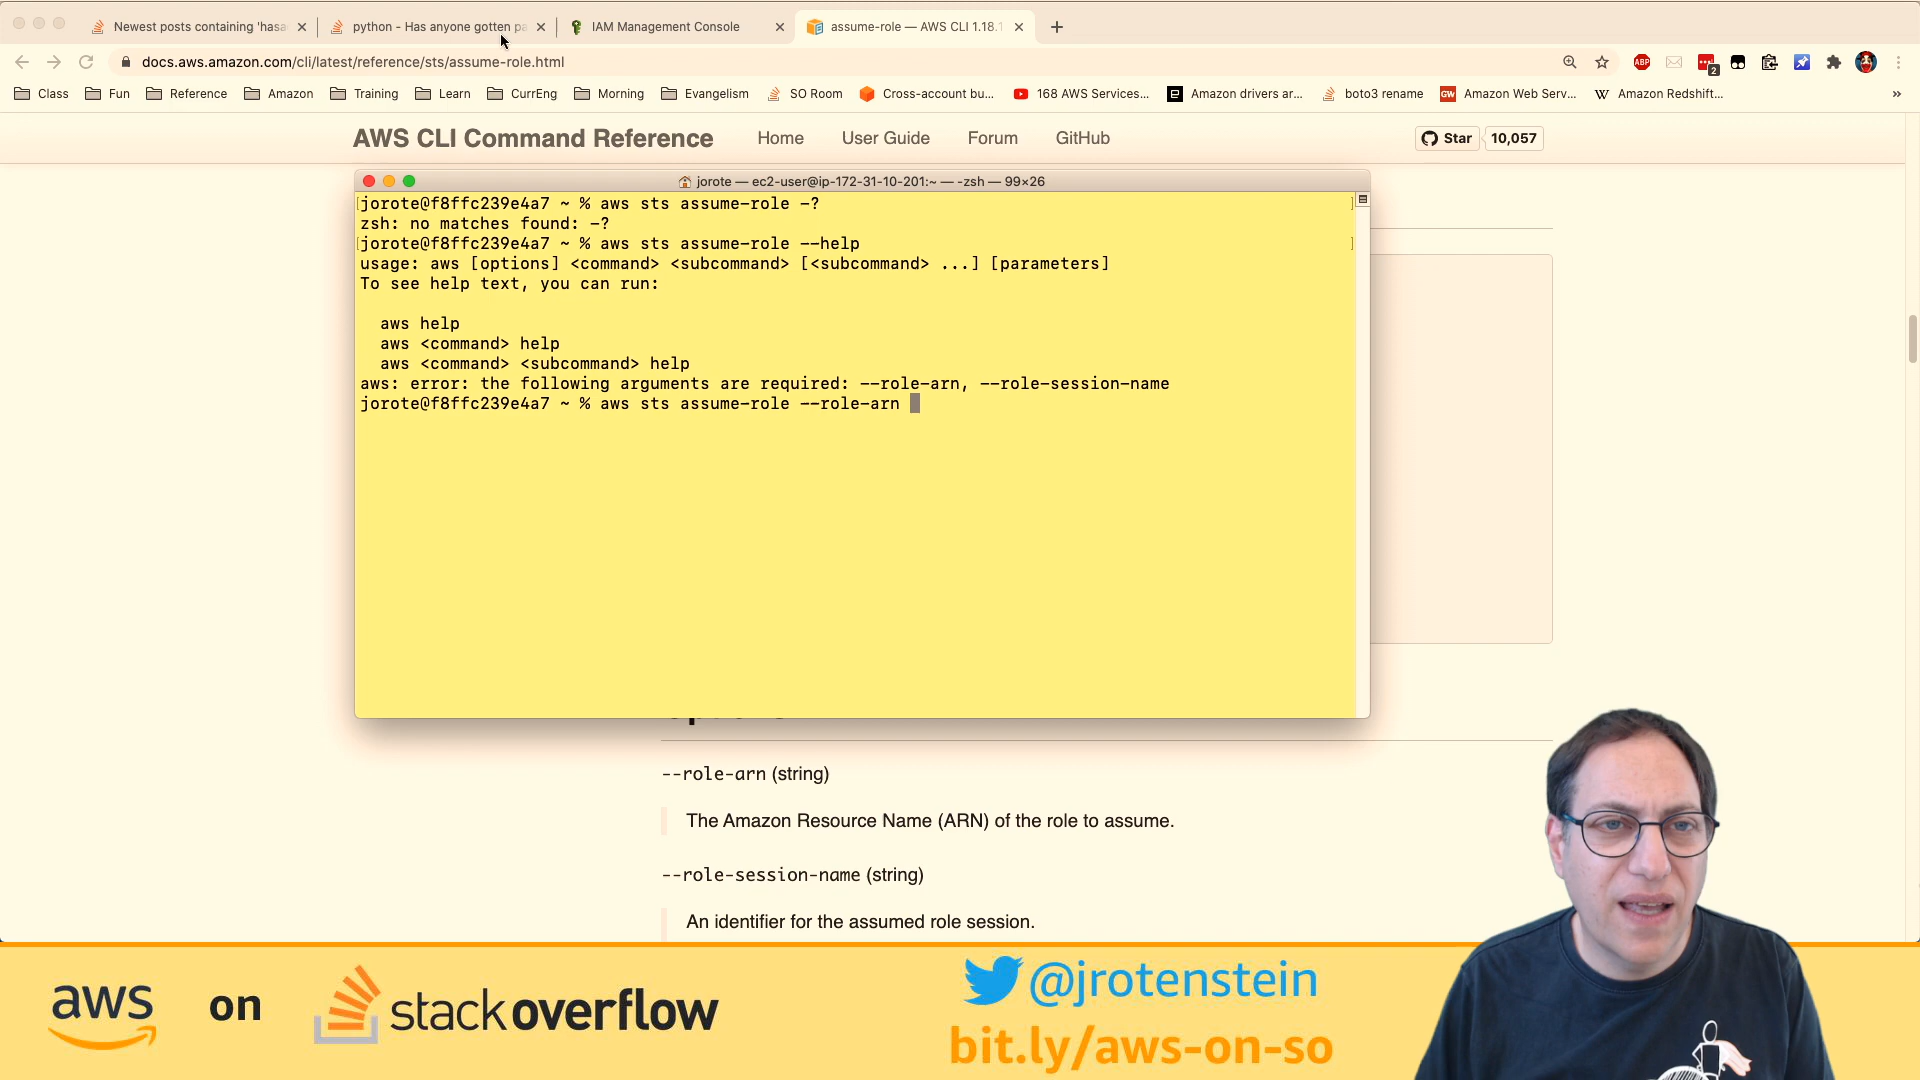 Newest posts containing 'hasa
python - Has anyone gotten pa
IAM Management Console
assume-role — AWS CLI 1.18.1
docs.aws.amazon.com/cli/latest/reference/sts/assume-role.html
ABP
2
Class
Fun
Reference
Amazon
Training
Learn
CurrEng
Morning
Evangelism
SO Room
Cross-account bu...
168 AWS Services...
Amazon drivers ar...
boto3 rename
GW
Amazon Web Serv...
W
Amazon Redshift...
»
AWS CLI Command Reference
Home
User Guide
Forum
GitHub
Star
10,057
jorote — ec2-user@ip-172-31-10-201:~ — -zsh — 99×26
jorote@f8ffc239e4a7 ~ % aws sts assume-role -?
zsh: no matches found: -?
jorote@f8ffc239e4a7 ~ % aws sts assume-role --help
usage: aws [options] <command> <subcommand> [<subcommand> ...] [parameters]
To see help text, you can run:
aws help
aws <command> help
aws <command> <subcommand> help
aws: error: the following arguments are required: --role-arn, --role-session-name
jorote@f8ffc239e4a7 ~ % aws sts assume-role --role-arn
--role-arn (string)
The Amazon Resource Name (ARN) of the role to assume.
--role-session-name (string)
An identifier for the assumed role session.
aws on stackoverflow
@jrotenstein
bit.ly/aws-on-so